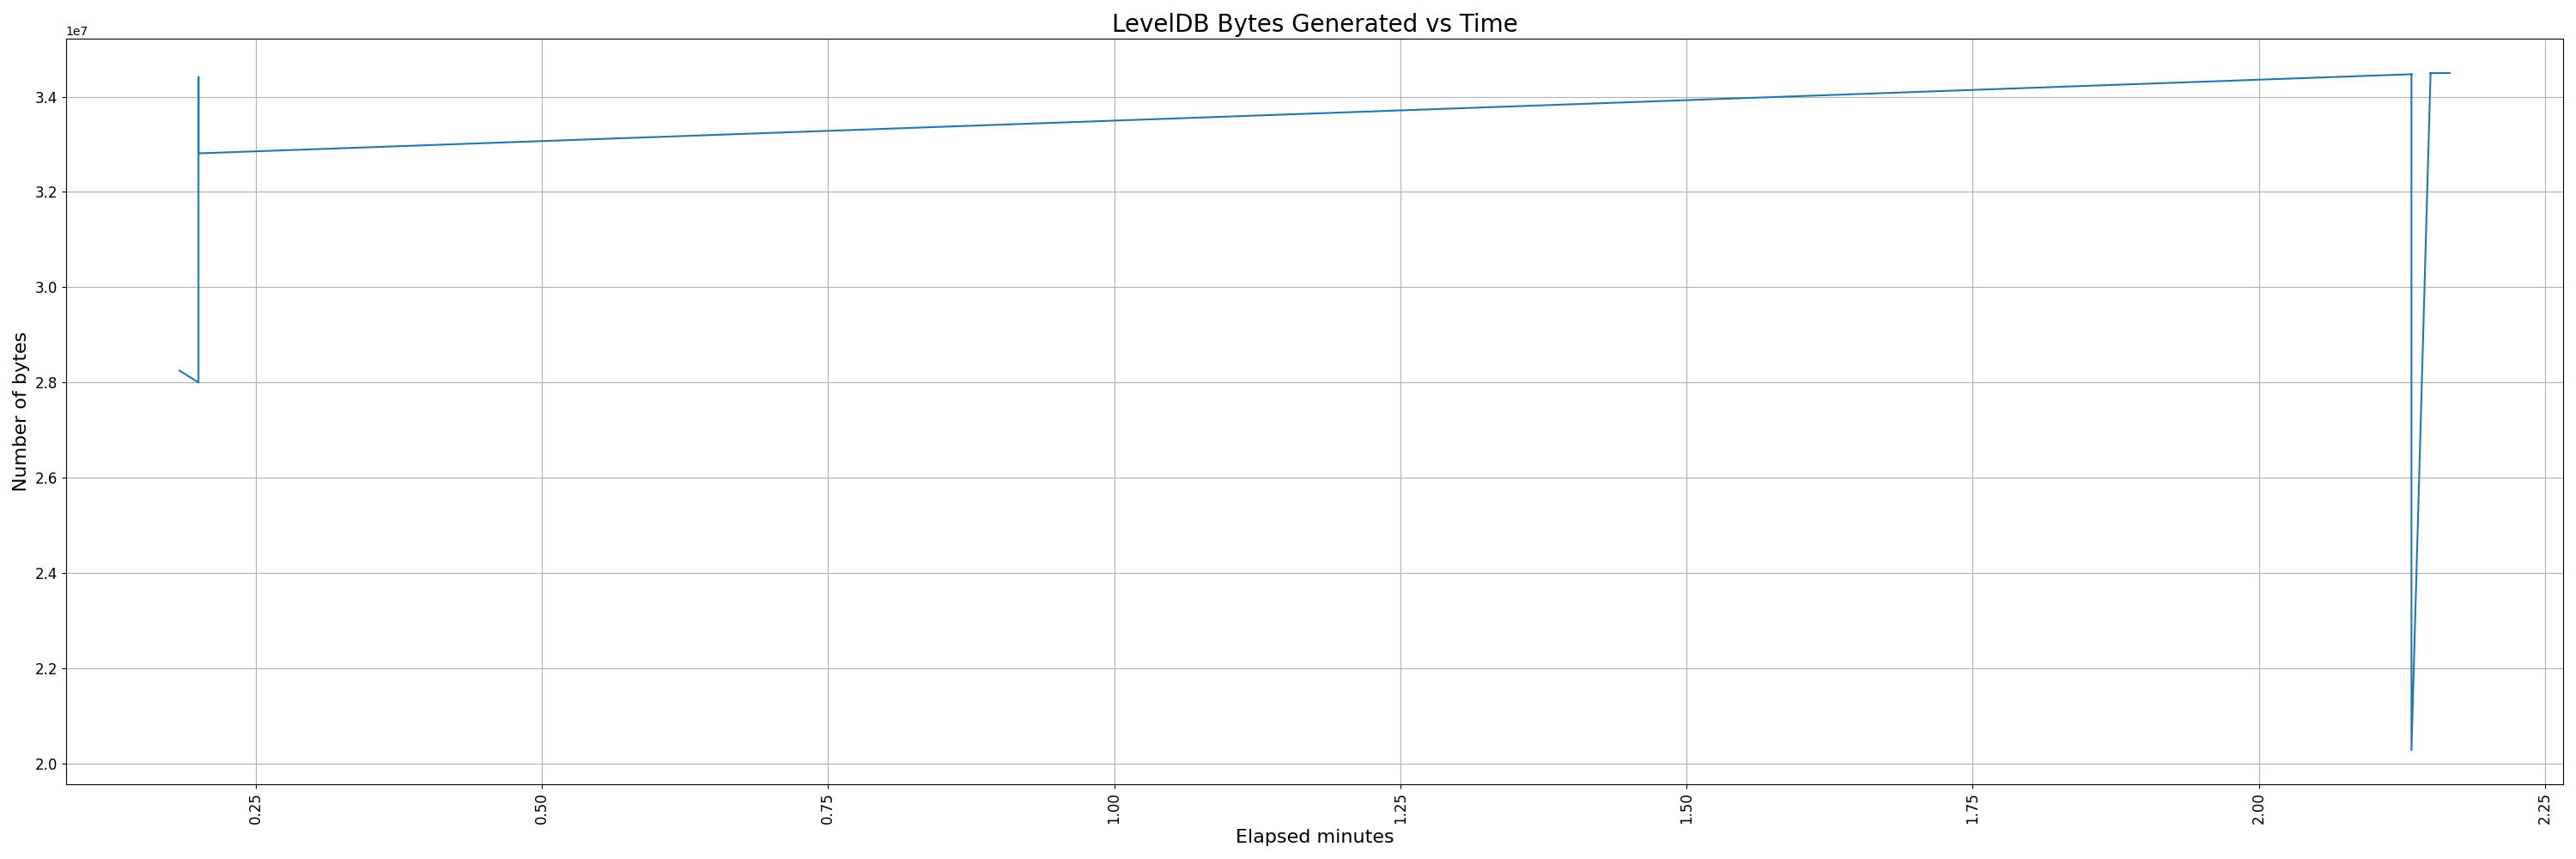 LevelDB Bytes Generated vs Time
1e7
3.4
3.2
3.0
2.8
2.6
2.4
2.2
2.0
Number of bytes
0.25 0.50 0.75 1.00 1.25 1.50 1.75 2.00 2.25
Elapsed minutes